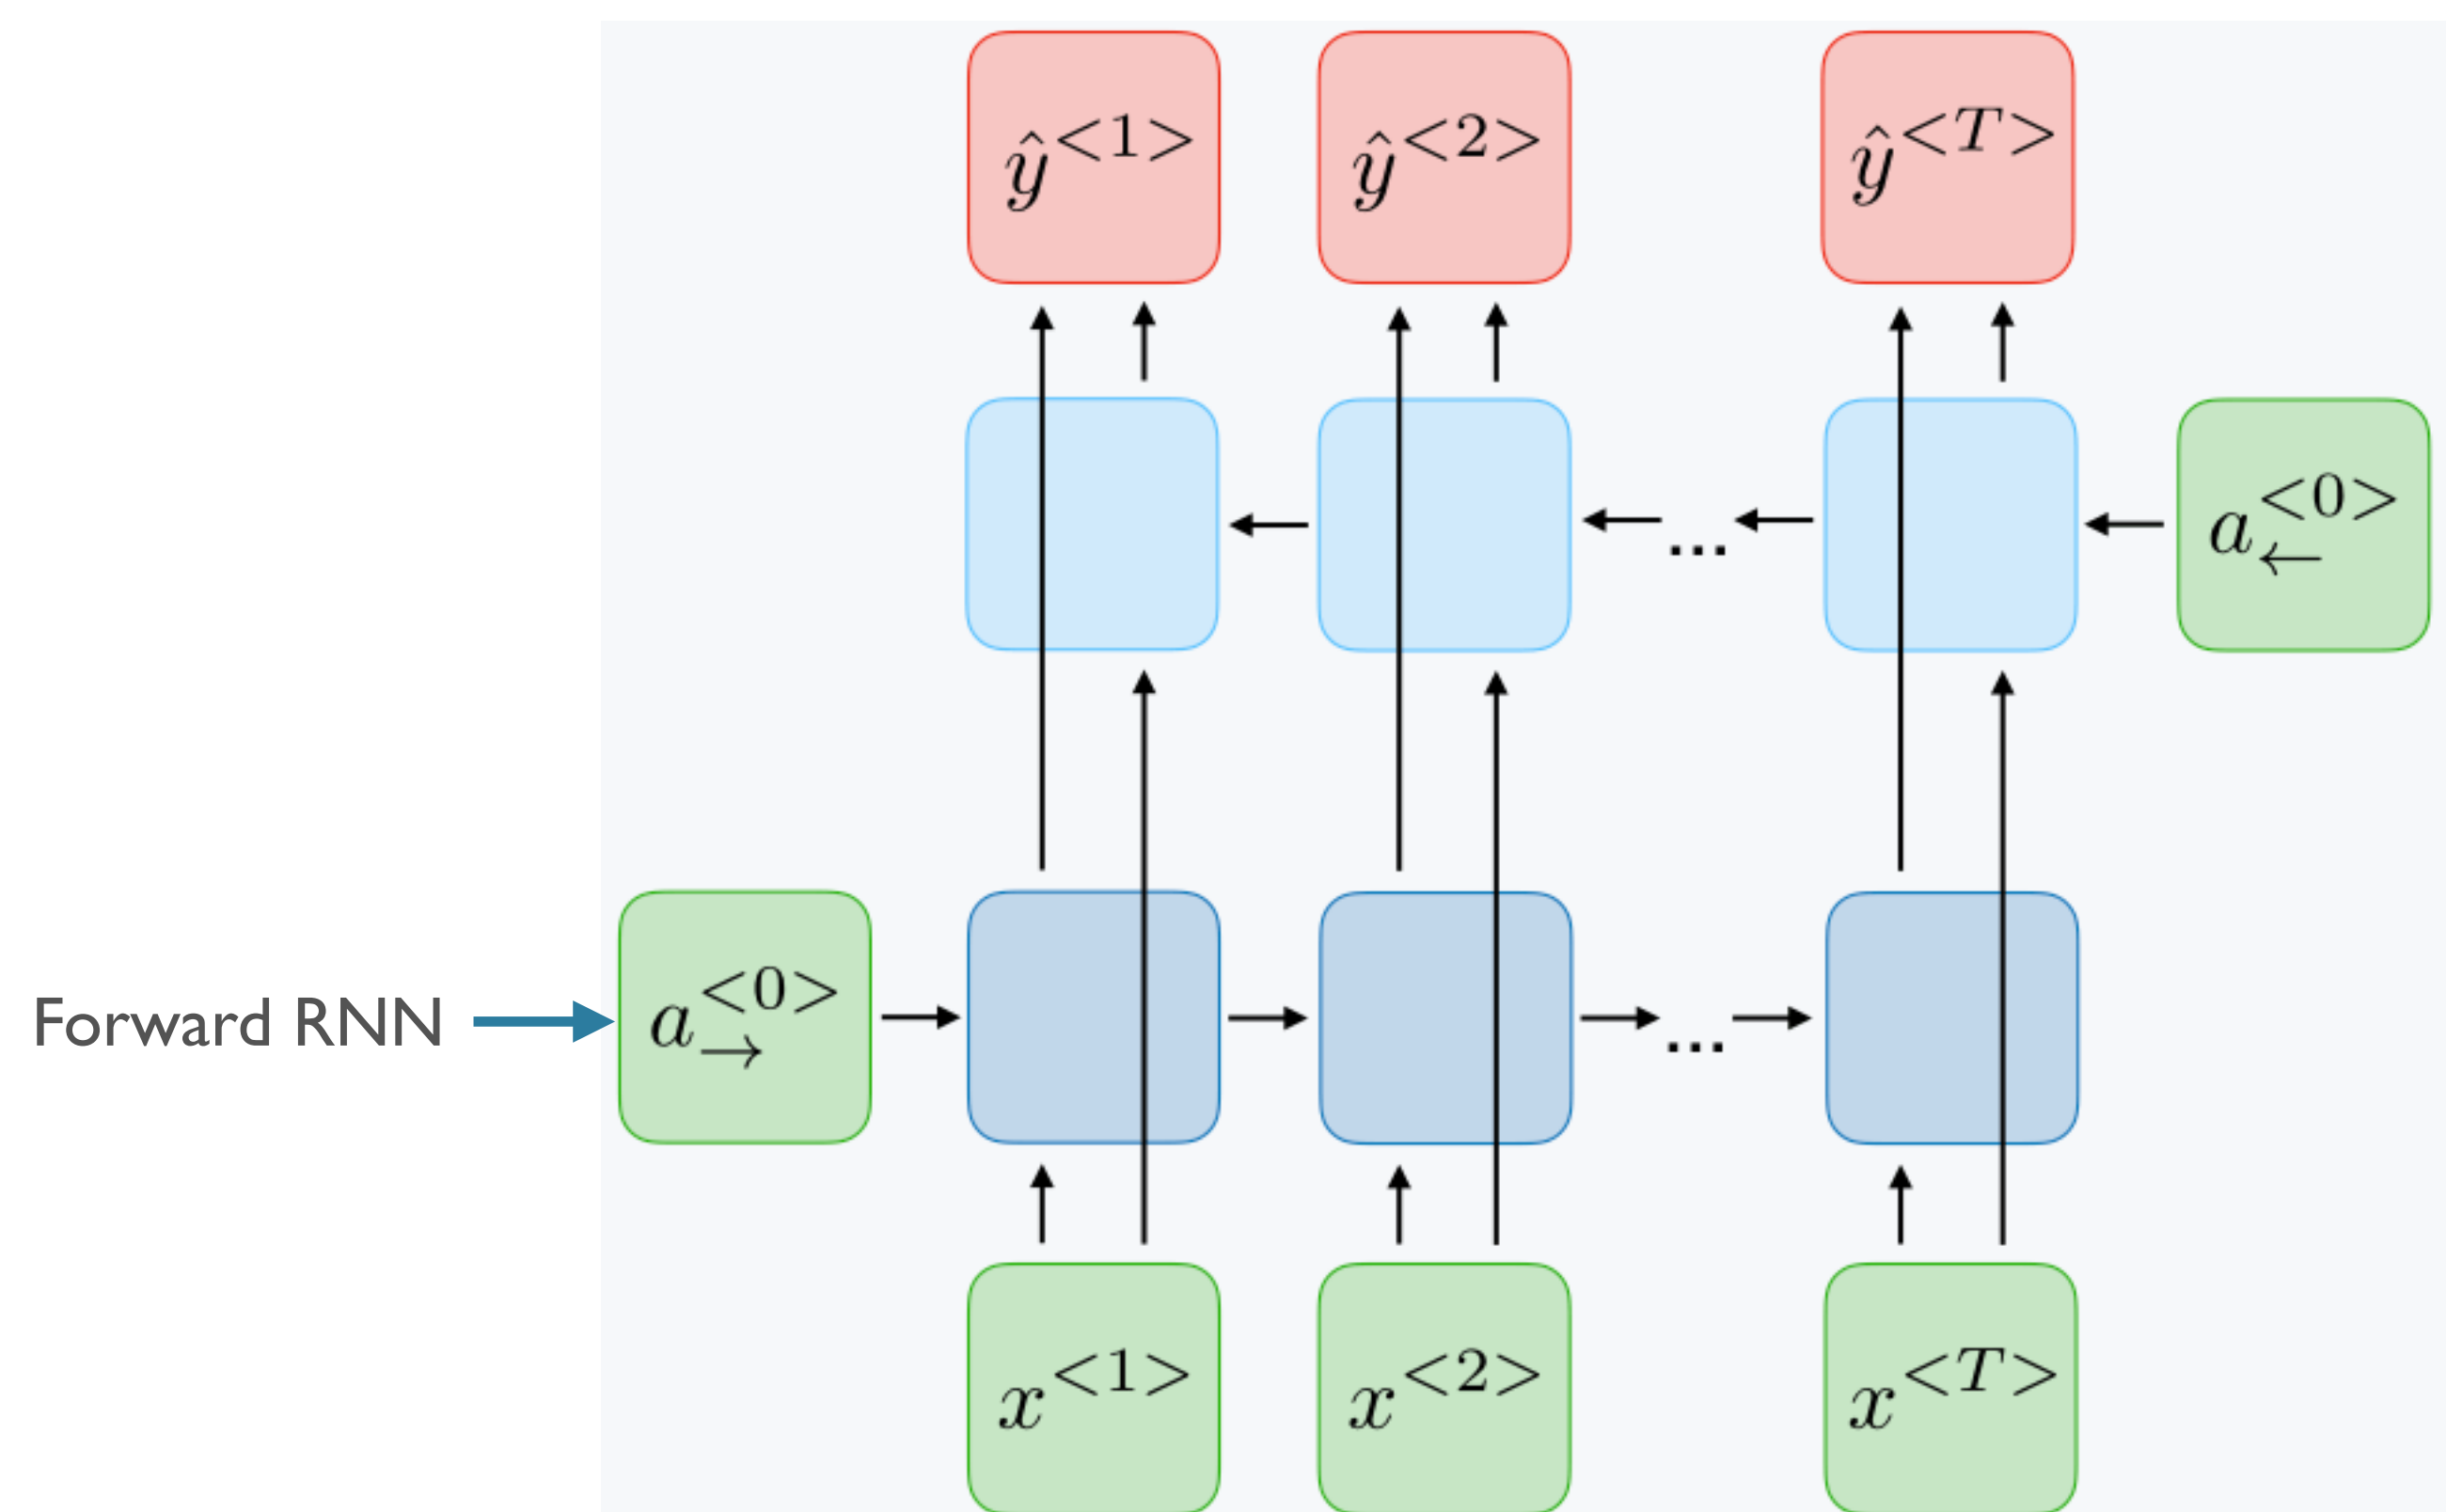 ŷ<1> ŷ<2> ŷ<T>
... a←<0>
Forward RNN a→<0> ...
x<1> x<2> x<T>